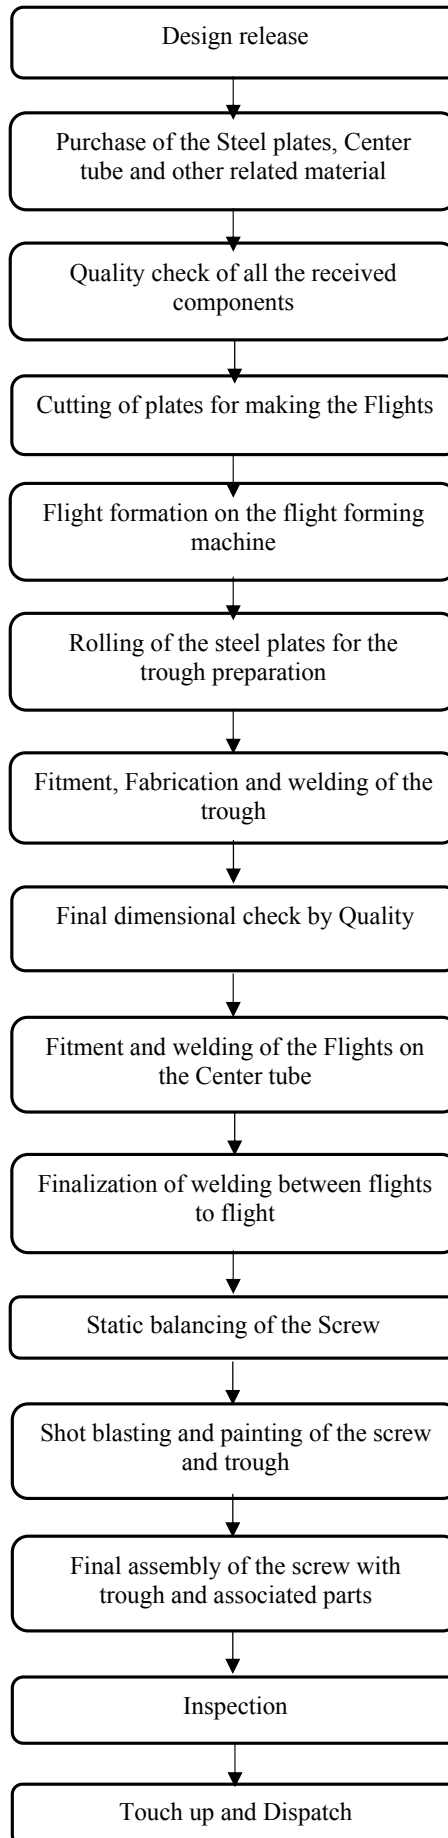 Design release
Purchase of the Steel plates, Center
tube and other related material
Quality check of all the received
components
Cutting of plates for making the Flights
Flight formation on the flight forming
machine
Rolling of the steel plates for the
trough preparation
Fitment, Fabrication and welding of the
trough
Final dimensional check by Quality
Fitment and welding of the Flights on
the Center tube
Finalization of welding between flights
to flight
Static balancing of the Screw
Shot blasting and painting of the screw
and trough
Final assembly of the screw with
trough and associated parts
Inspection
Touch up and Dispatch